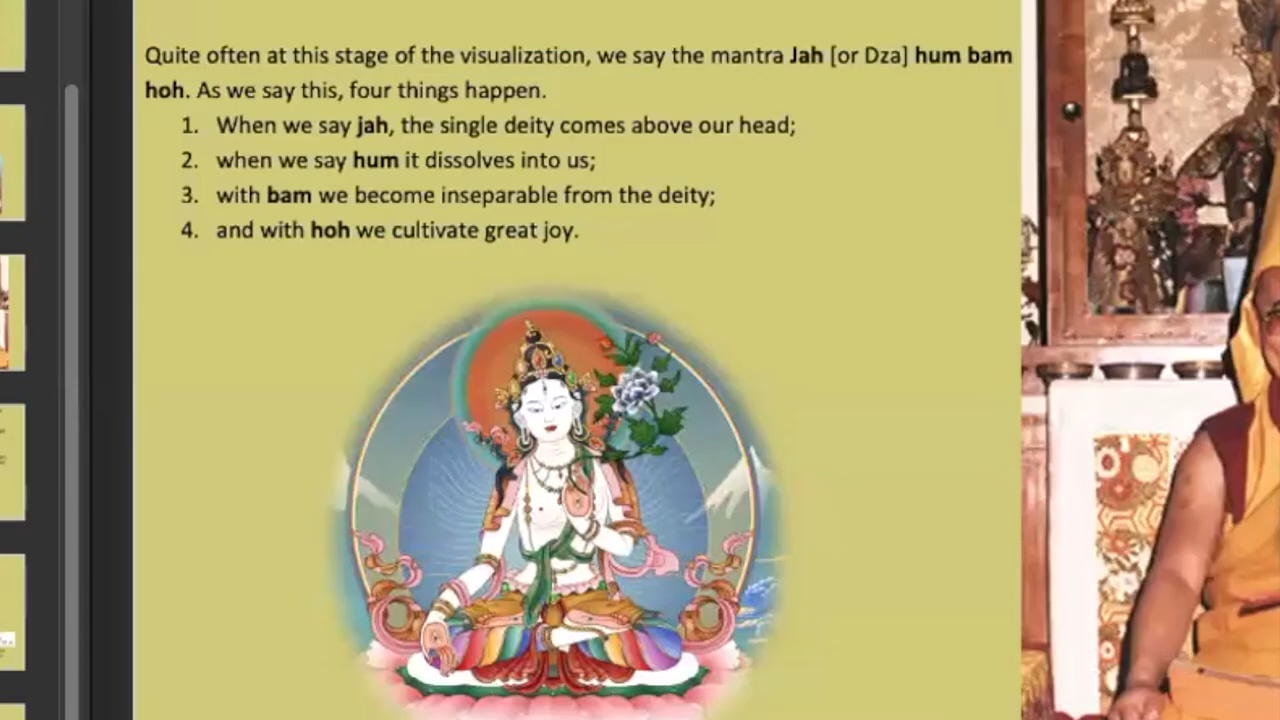 Quite often at this stage of the visualization, we say the mantra Jah [or Dza] hum bam
hoh. As we say this, four things happen.
1. When we say jah, the single deity comes above our head;
2. when we say hum it dissolves into us;
3. with bam we become inseparable from the deity;
4. and with hoh we cultivate great joy.